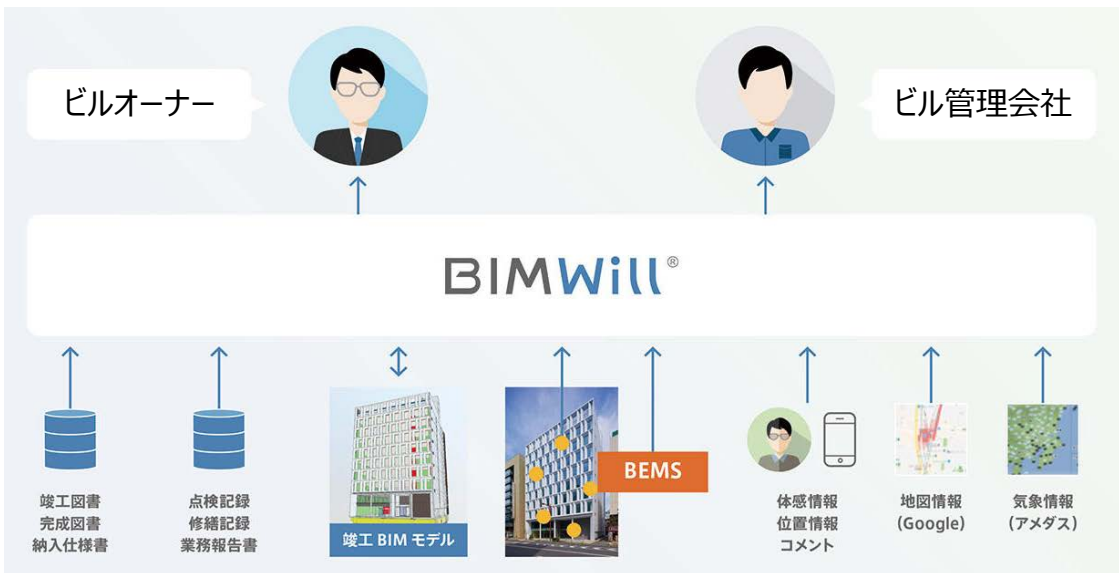 ビルオーナー
ビル管理会社
BIMWill®
竣工図書
完成図書
納入仕様書
点検記録
修繕記録
業務報告書
竣工 BIM モデル
BEMS
体感情報
位置情報
コメント
地図情報
(Google)
気象情報
(アメダス)